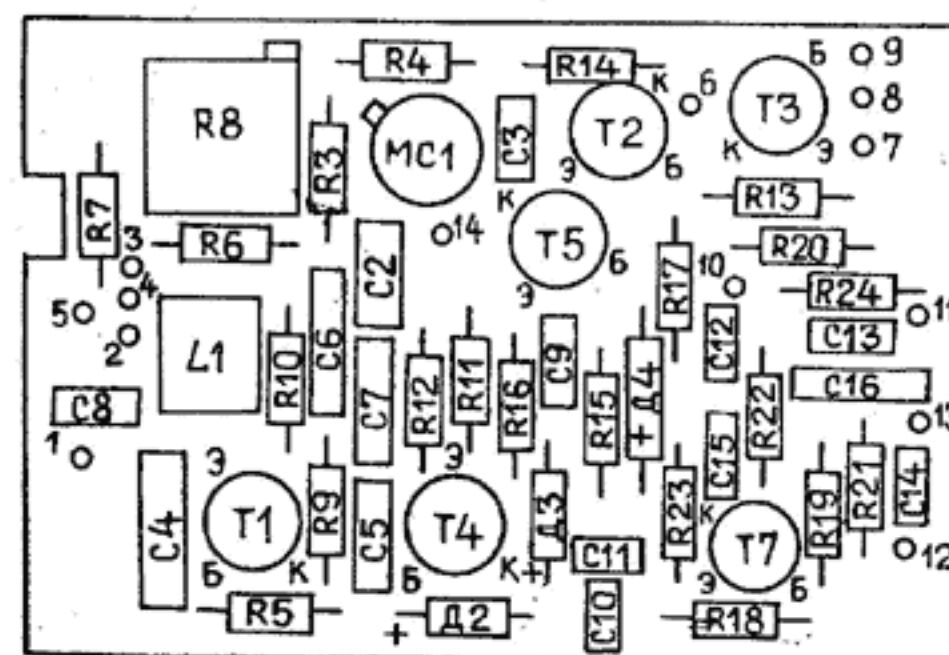 R4
R14
Б
9
R8
К
6
8
T3
MC1
C3
T2
R3
7
К
Э
Э
Б
К
R7
R13
3
14
R6
T5
R20
C2
Б
R17
10
4
Э
R24
5
11
2
L1
C6
C12
C13
R10
C9
Д4
R11
C7
R12
R16
C16
C8
R15
R22
+
13
1
C15
Э
Э
R21
C14
R9
R23
К
R19
C4
T1
C5
T4
Д3
T7
12
C11
Б
К
Б
К
+
Э
Б
R5
Д2
C10
R18
+